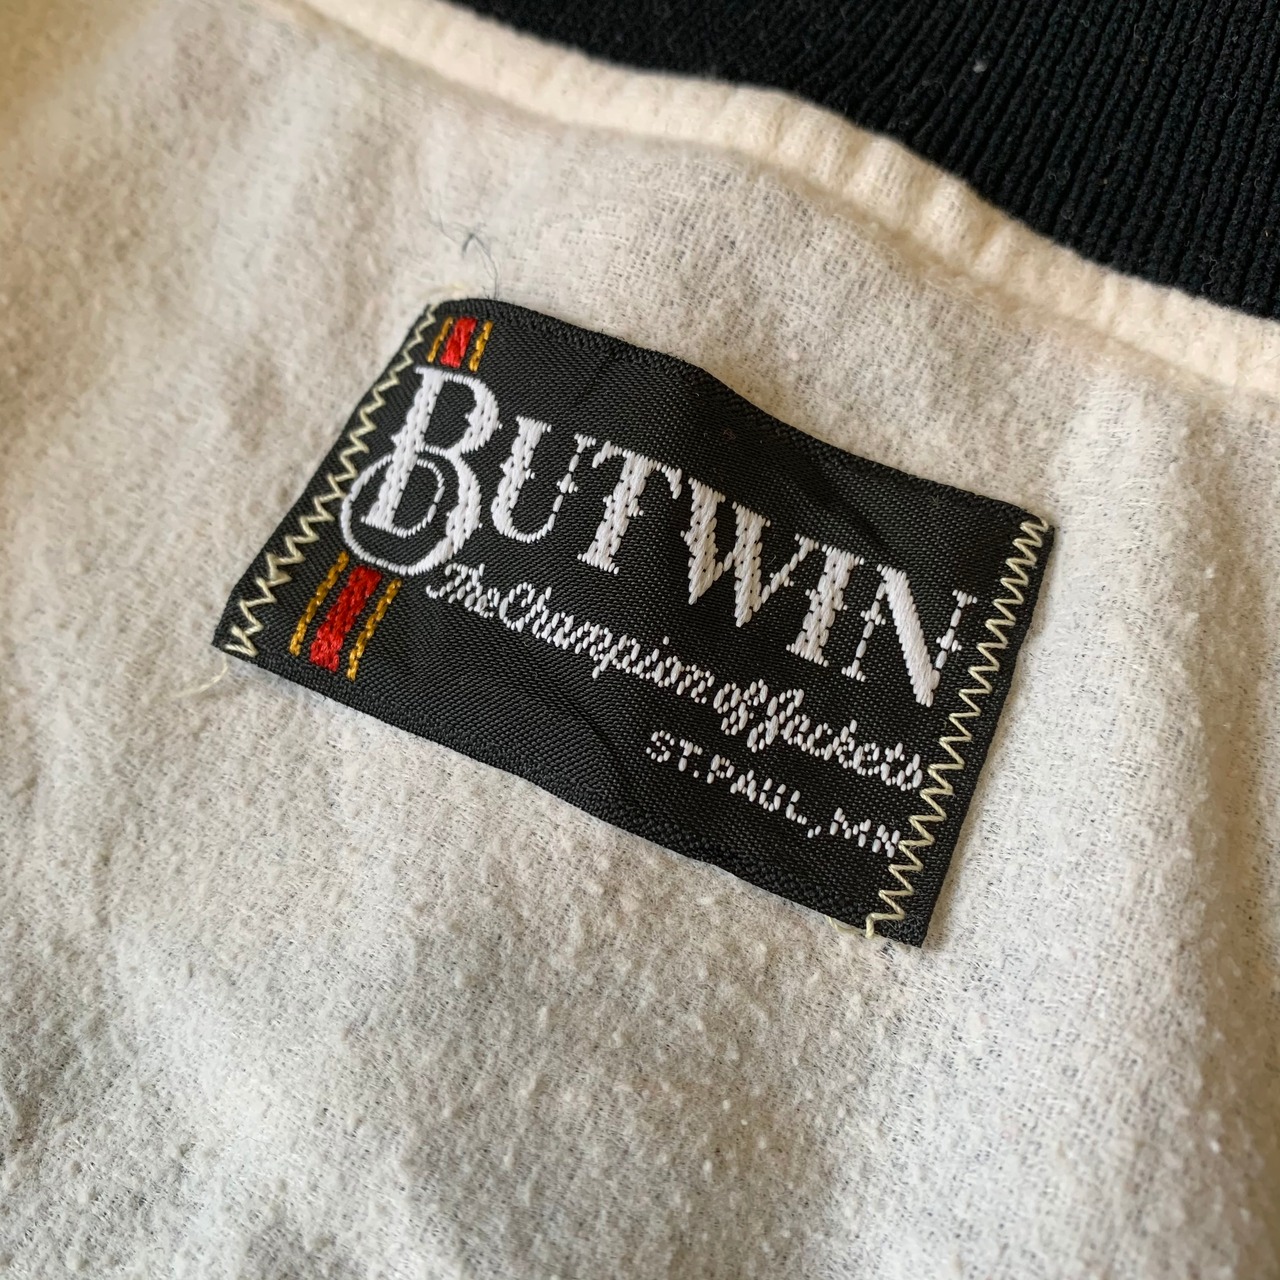 BUTWIN
The Champion of Jackets
ST. PAUL, MN